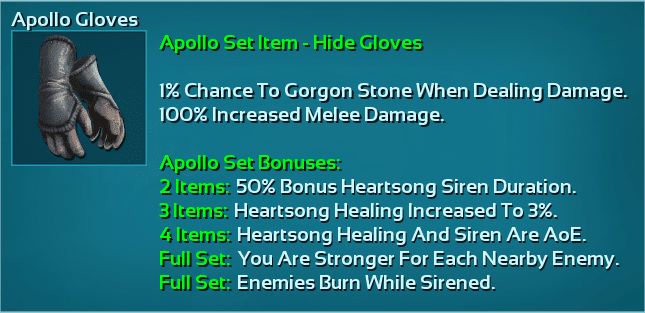 Apollo Gloves
Apollo Set Item - Hide Gloves
1% Chance To Gorgon Stone When Dealing Damage.
100% Increased Melee Damage.
Apollo Set Bonuses:
2 Items: 50% Bonus Heartsong Siren Duration.
3 Items: Heartsong Healing Increased To 3%.
4 Items: Heartsong Healing And Siren Are AoE.
Full Set: You Are Stronger For Each Nearby Enemy.
Full Set: Enemies Burn While Sirened.